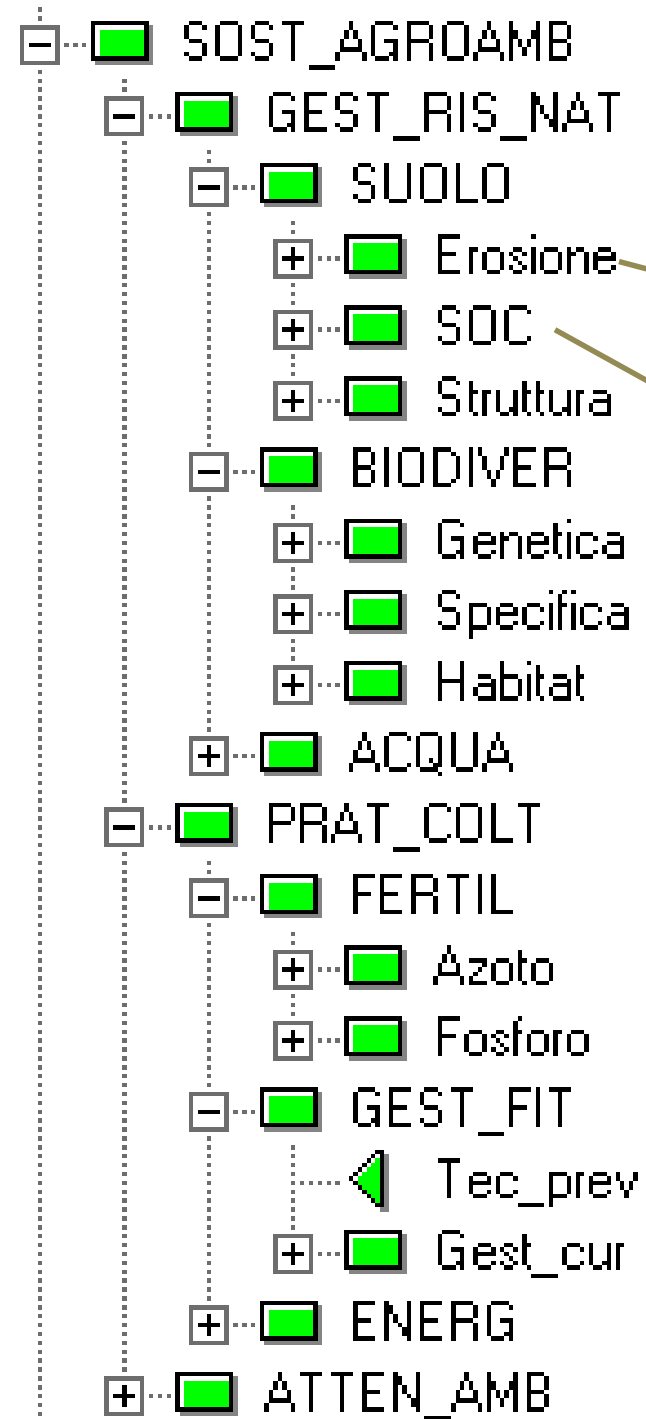 SOST_AGROAMB
GEST_RIS_NAT
SUOLO
Erosione
SOC
Struttura
BIODIVER
Genetica
Specifica
Habitat
ACQUA
PRAT_COLT
FERTIL
Azoto
Fosforo
GEST_FIT
Tec_prev
Gest_cur
ENERG
ATTEN_AMB